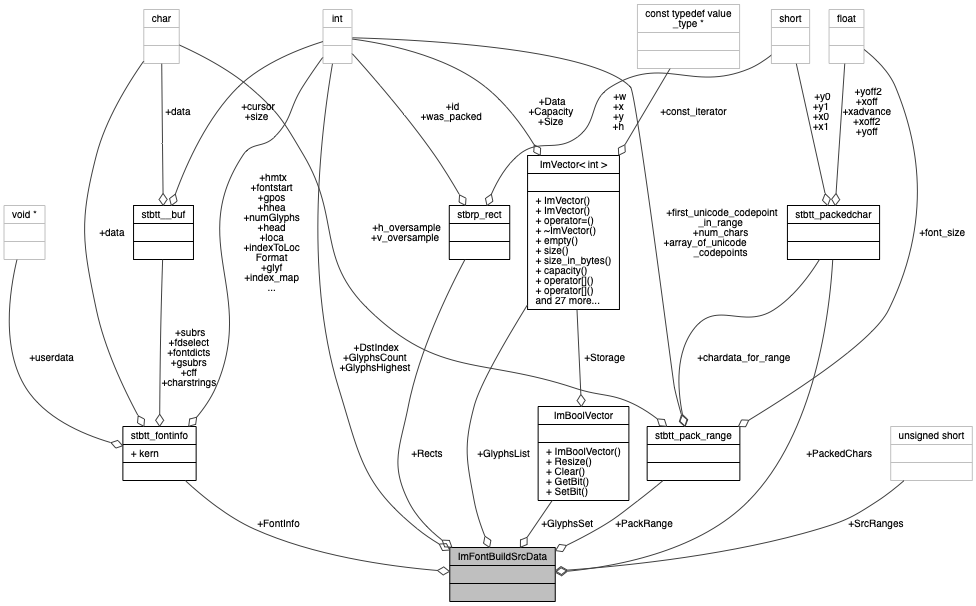 char
int
const typedef value
_type *
short
float
+data
+cursor
+size
+id
+was_packed
+Data
+Capacity
+Size
+w
+x
+y
+h
+const_iterator
+y0
+y1
+x0
+x1
+yoff2
+xoff
+xadvance
+xoff2
+yoff
void *
+data
stbtt__buf
+hmtx
+fontstart
+gpos
+hhea
+numGlyphs
+head
+loca
+indexToLoc
Format
+glyf
+index_map
...
+h_oversample
+v_oversample
stbrp_rect
ImVector< int >
+ ImVector()
+ ImVector()
+ operator=()
+ ~ImVector()
+ empty()
+ size()
+ size_in_bytes()
+ capacity()
+ operator[]()
+ operator[]()
and 27 more...
+first_unicode_codepoint
_in_range
+num_chars
+array_of_unicode
_codepoints
stbtt_packedchar
+font_size
+userdata
+subrs
+fdselect
+fontdicts
+gsubrs
+cff
+charstrings
+DstIndex
+GlyphsCount
+GlyphsHighest
+Storage
+chardata_for_range
stbtt_fontinfo
+ kern
+Rects
+GlyphsList
ImBoolVector
+ ImBoolVector()
+ Resize()
+ Clear()
+ GetBit()
+ SetBit()
stbtt_pack_range
+PackedChars
unsigned short
+FontInfo
+GlyphsSet
+PackRange
+SrcRanges
ImFontBuildSrcData